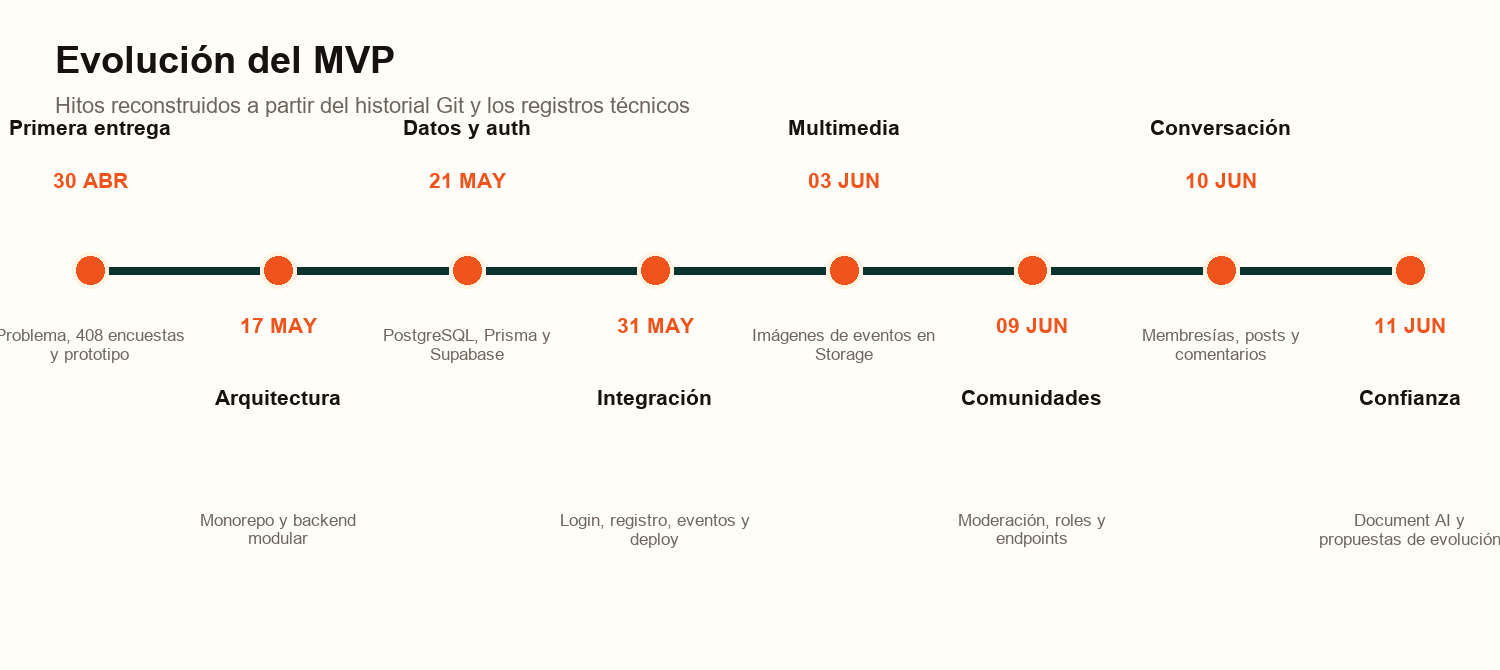 Evolución del MVP
Hitos reconstruidos a partir del historial Git y los registros técnicos
Primera entrega
30 ABR
Problema, 408 encuestas
y prototipo
17 MAY
Arquitectura
Monorepo y backend
modular
Datos y auth
21 MAY
PostgreSQL, Prisma y
Supabase
31 MAY
Integración
Login, registro, eventos y
deploy
Multimedia
03 JUN
Imágenes de eventos en
Storage
09 JUN
Comunidades
Moderación, roles y
endpoints
Conversación
10 JUN
Membresías, posts y
comentarios
11 JUN
Confianza
Document AI y
propuestas de evolución